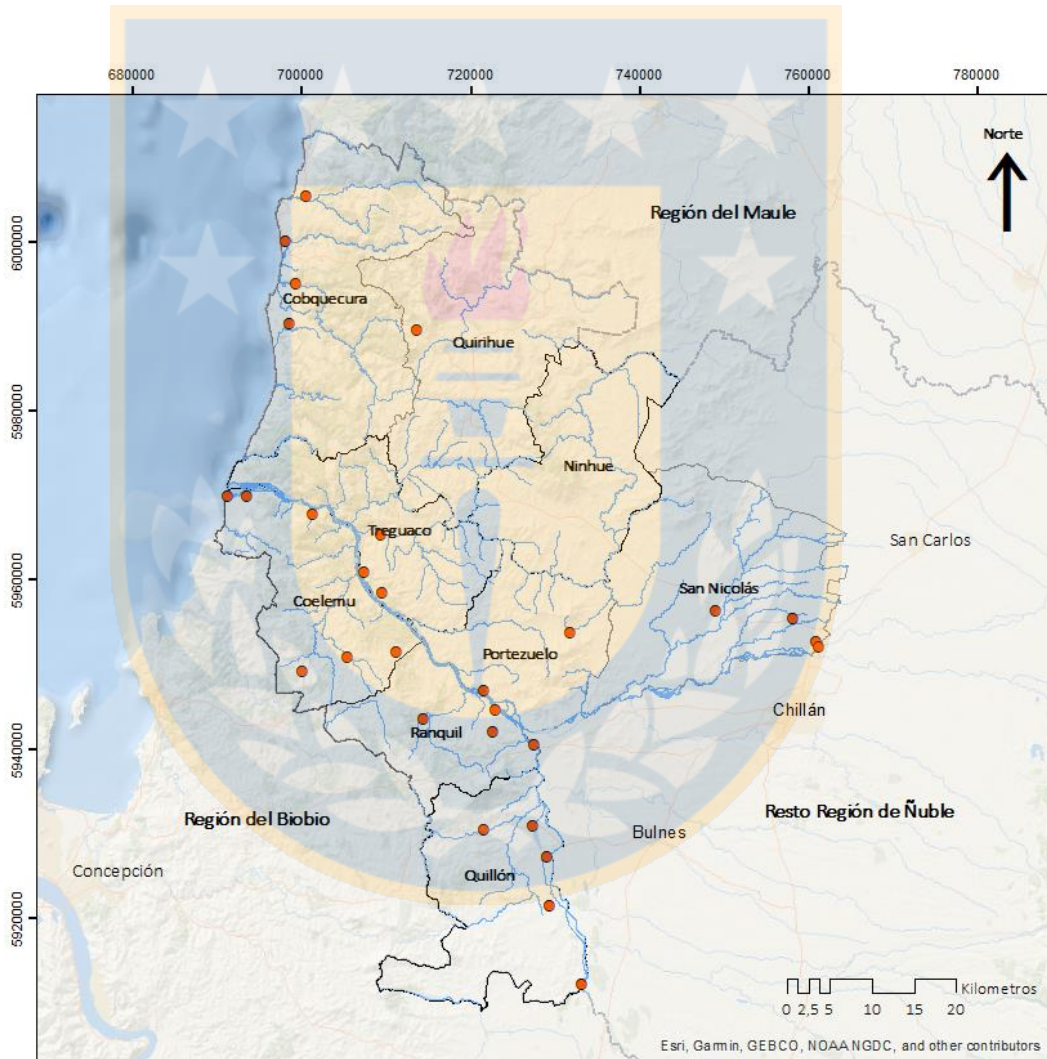 680000 700000 720000 740000 760000 780000
Norte
Región del Maule
6000000
Cobquecura
Quirihue
5980000
Ninhue
Treguaco
San Carlos
5960000
San Nicolás
Coelemu
Portezuelo
Chillán
Ranquil
5940000
Región del Biobio
Resto Región de Ñuble
Bulnes
Concepción
Quillón
5920000
Kilometros
0 2,5 5 10 15 20
Esri, Garmin, GEBCO, NOAA NGDC, and other contributors